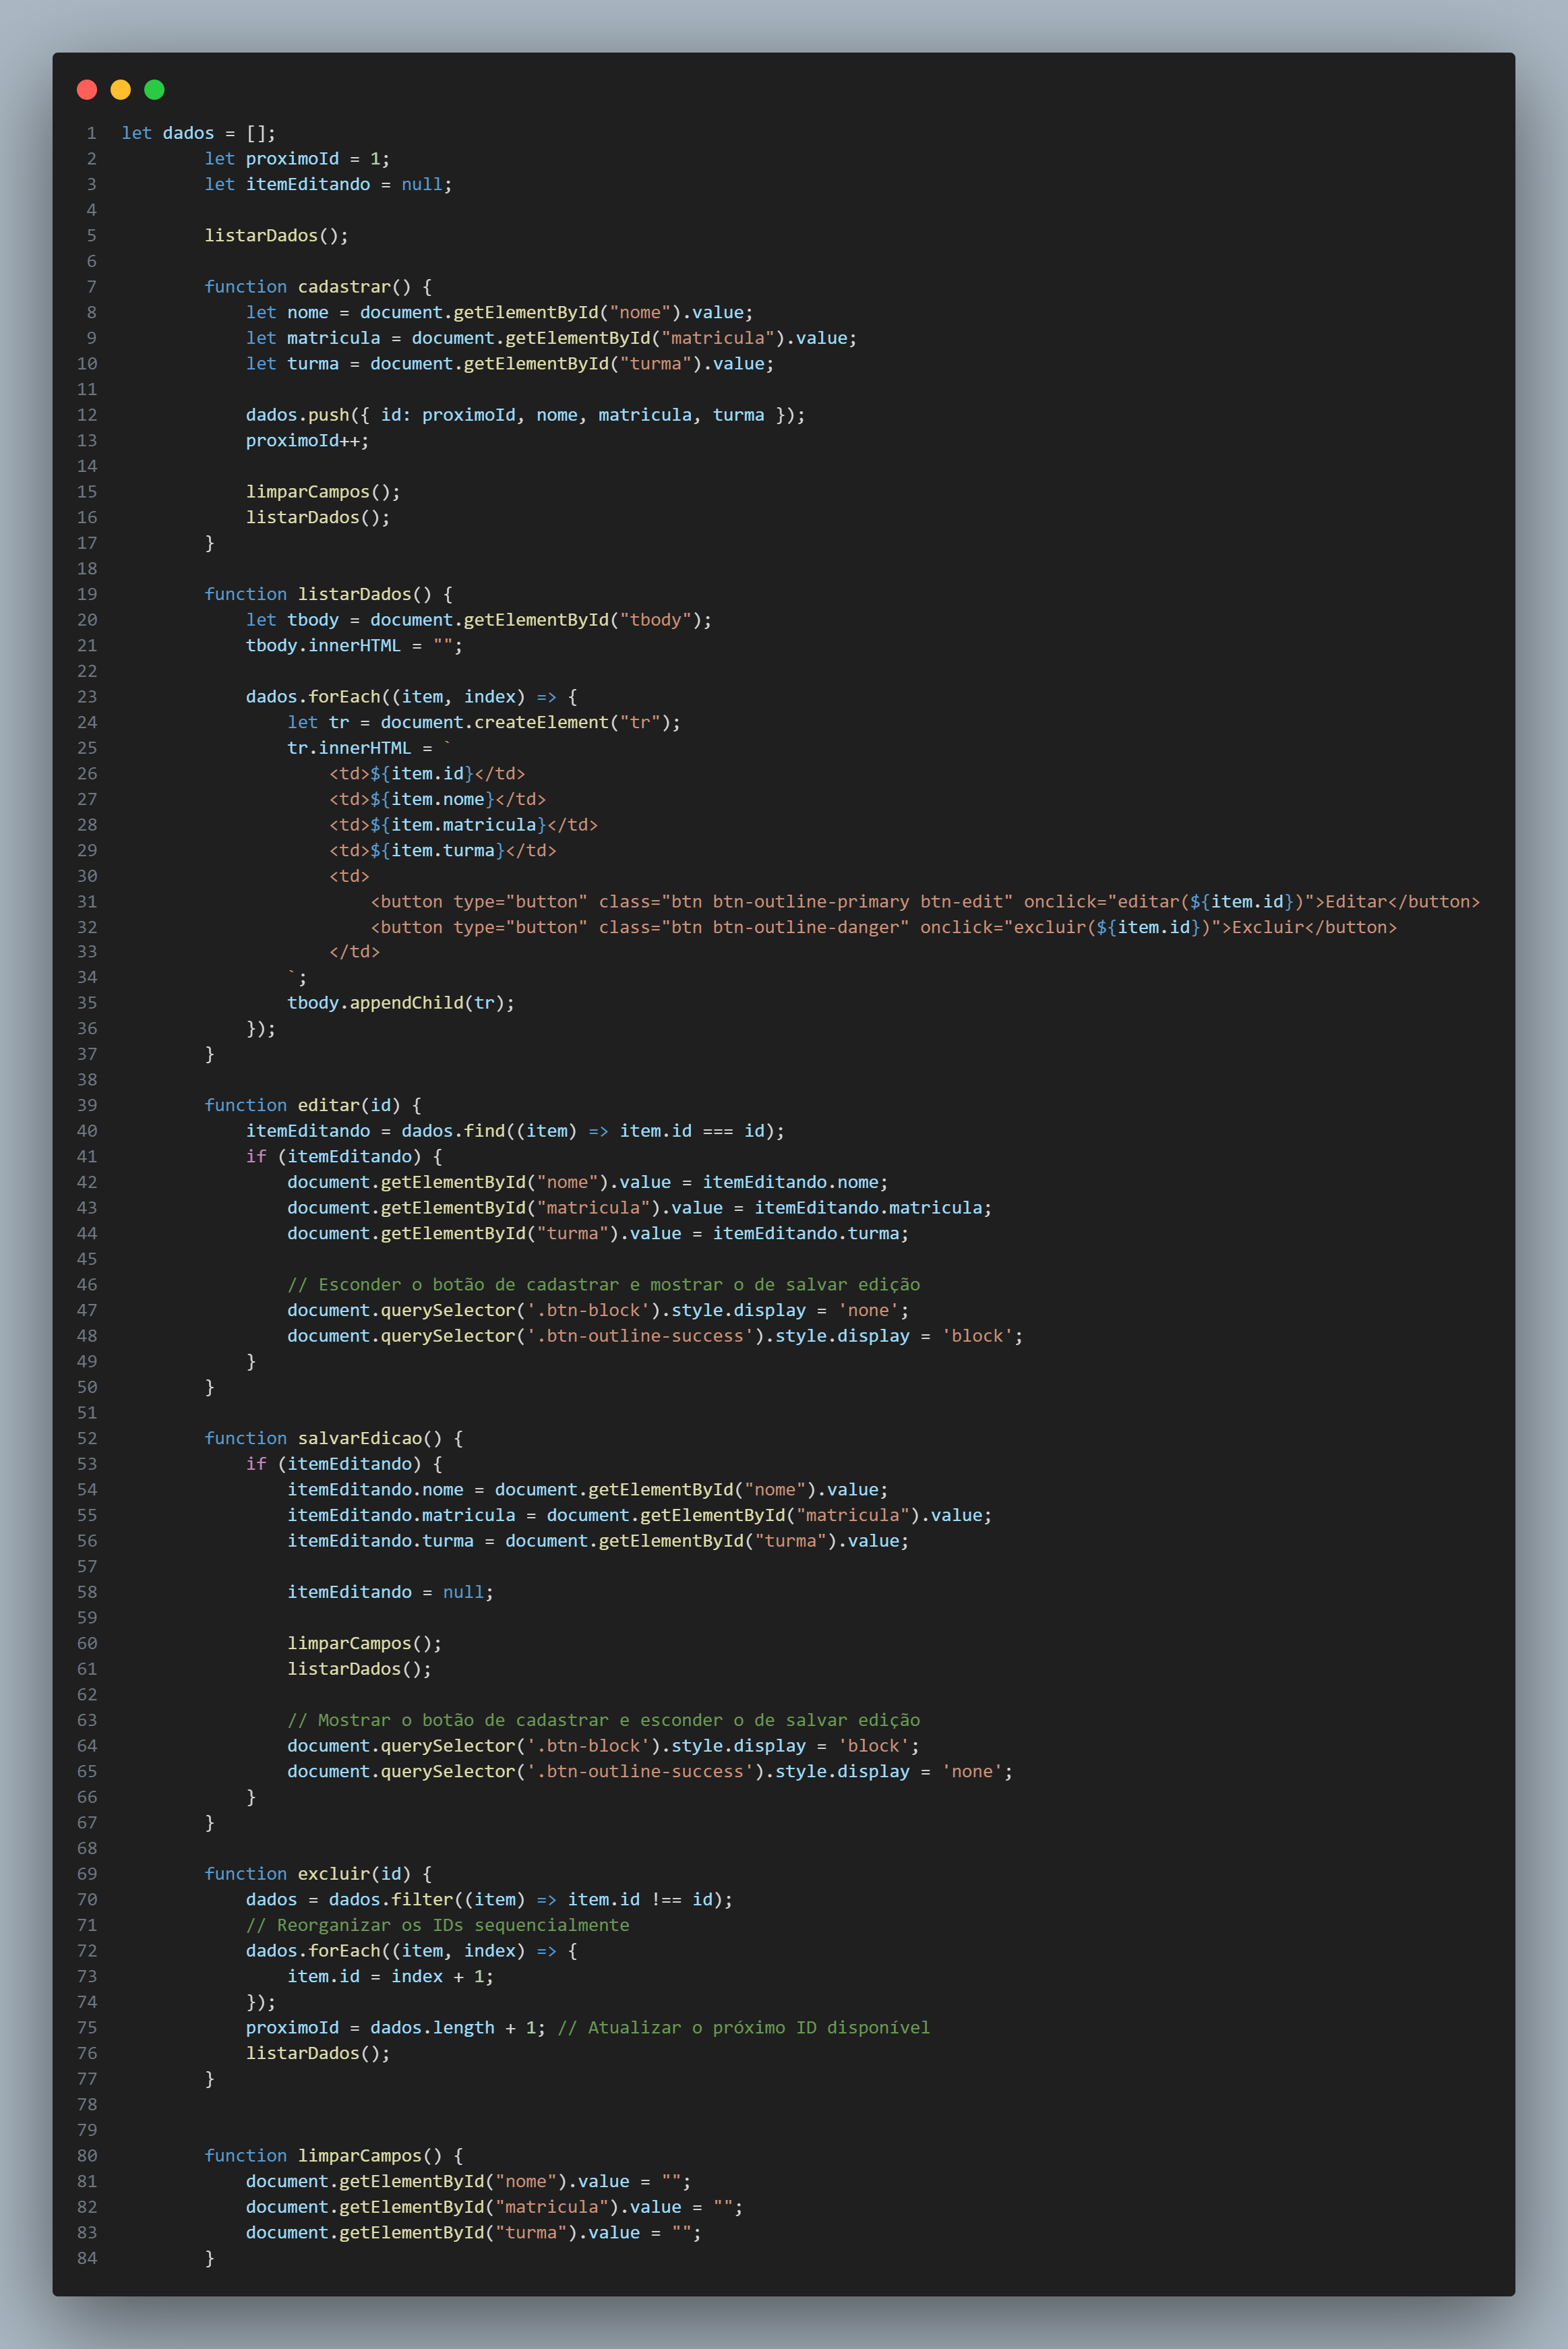 1 let dados = [];
2         let proximoId = 1;
3         let itemEditando = null;
4
5         listarDados();
6
7         function cadastrar() {
8             let nome = document.getElementById("nome").value;
9             let matricula = document.getElementById("matricula").value;
10             let turma = document.getElementById("turma").value;
11
12             dados.push({ id: proximoId, nome, matricula, turma });
13             proximoId++;
14
15             limparCampos();
16             listarDados();
17         }
18
19         function listarDados() {
20             let tbody = document.getElementById("tbody");
21             tbody.innerHTML = "";
22
23             dados.forEach((item, index) => {
24                 let tr = document.createElement("tr");
25                 tr.innerHTML = `
26                     <td>${item.id}</td>
27                     <td>${item.nome}</td>
28                     <td>${item.matricula}</td>
29                     <td>${item.turma}</td>
30                     <td>
31                         <button type="button" class="btn btn-outline-primary btn-edit" onclick="editar(${item.id})">Editar</button>
32                         <button type="button" class="btn btn-outline-danger" onclick="excluir(${item.id})">Excluir</button>
33                     </td>
34                 `;
35                 tbody.appendChild(tr);
36             });
37         }
38
39         function editar(id) {
40             itemEditando = dados.find((item) => item.id === id);
41             if (itemEditando) {
42                 document.getElementById("nome").value = itemEditando.nome;
43                 document.getElementById("matricula").value = itemEditando.matricula;
44                 document.getElementById("turma").value = itemEditando.turma;
45
46                 // Esconder o botão de cadastrar e mostrar o de salvar edição
47                 document.querySelector('.btn-block').style.display = 'none';
48                 document.querySelector('.btn-outline-success').style.display = 'block';
49             }
50         }
51
52         function salvarEdicao() {
53             if (itemEditando) {
54                 itemEditando.nome = document.getElementById("nome").value;
55                 itemEditando.matricula = document.getElementById("matricula").value;
56                 itemEditando.turma = document.getElementById("turma").value;
57
58                 itemEditando = null;
59
60                 limparCampos();
61                 listarDados();
62
63                 // Mostrar o botão de cadastrar e esconder o de salvar edição
64                 document.querySelector('.btn-block').style.display = 'block';
65                 document.querySelector('.btn-outline-success').style.display = 'none';
66             }
67         }
68
69         function excluir(id) {
70             dados = dados.filter((item) => item.id !== id);
71             // Reorganizar os IDs sequencialmente
72             dados.forEach((item, index) => {
73                 item.id = index + 1;
74             });
75             proximoId = dados.length + 1; // Atualizar o próximo ID disponível
76             listarDados();
77         }
78
79
80         function limparCampos() {
81             document.getElementById("nome").value = "";
82             document.getElementById("matricula").value = "";
83             document.getElementById("turma").value = "";
84         }